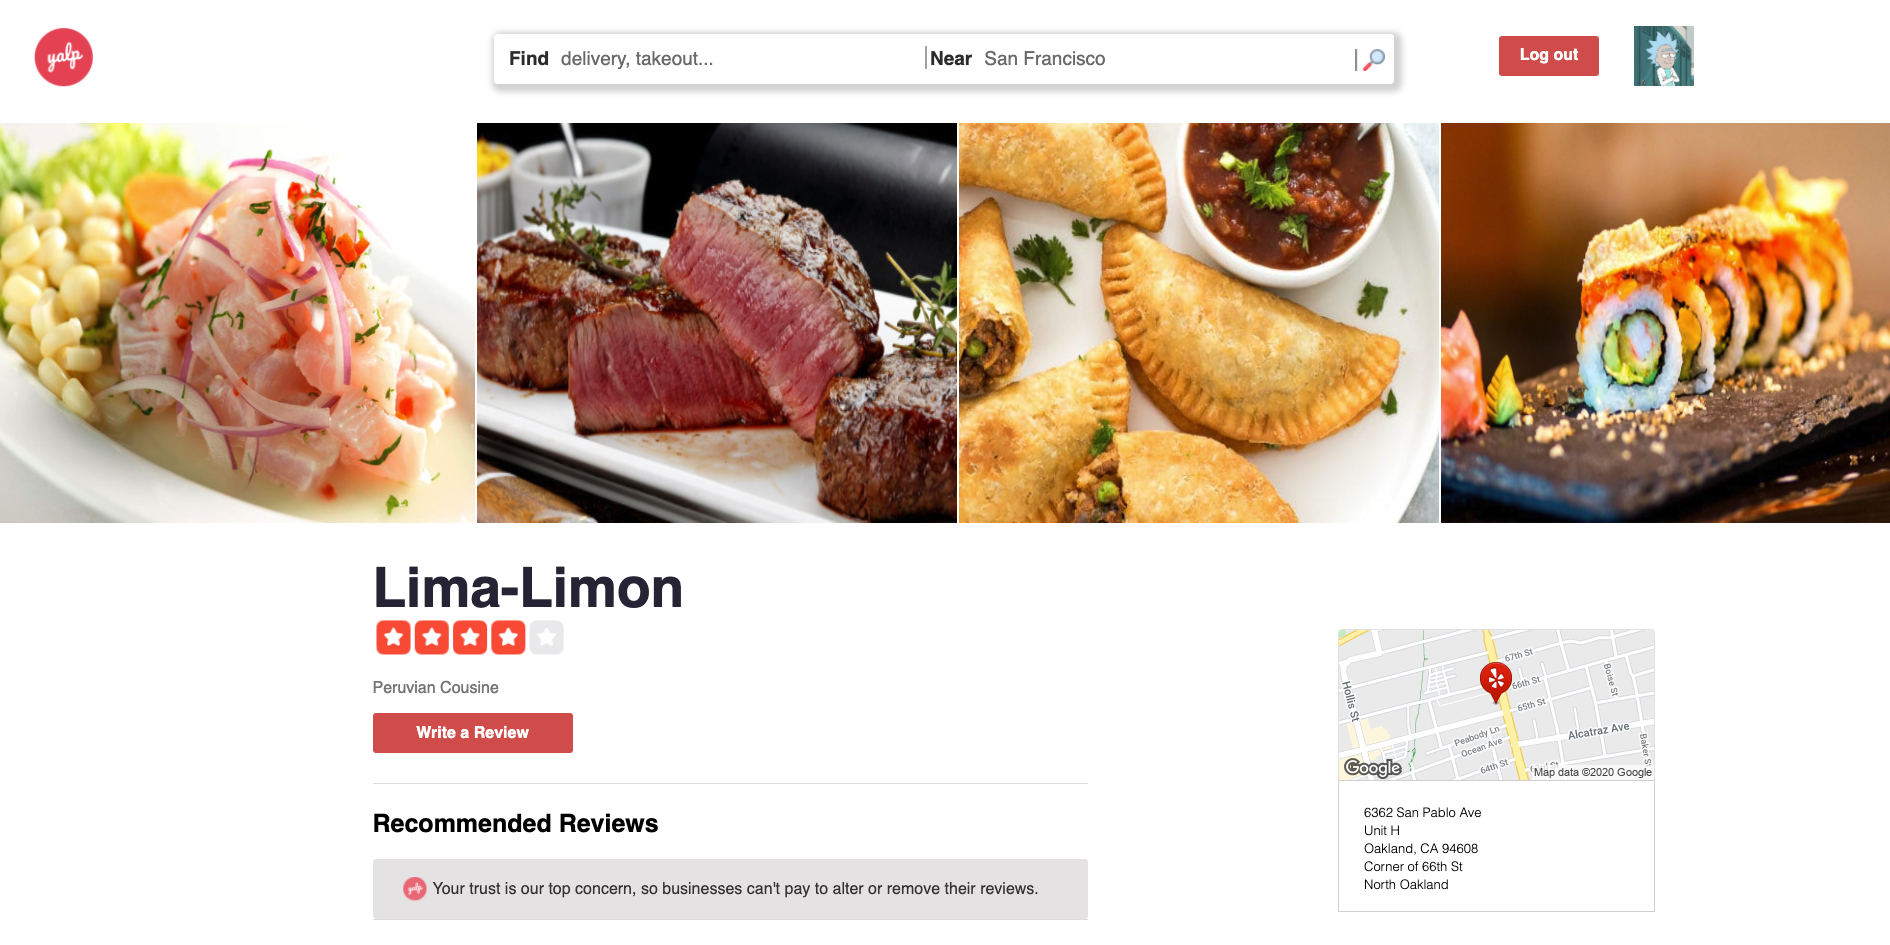 yalp
Find delivery, takeout... Near San Francisco
Log out
Lima-Limon
Peruvian Cousine
Write a Review
Recommended Reviews
yalp Your trust is our top concern, so businesses can't pay to alter or remove their reviews.
67th St
66th St
65th St
Hollis St
Boise St
Peabody Ln
Ocean Ave
Alcatraz Ave
Baker S
64th St
Google
Map data ©2020 Google
6362 San Pablo Ave
Unit H
Oakland, CA 94608
Corner of 66th St
North Oakland